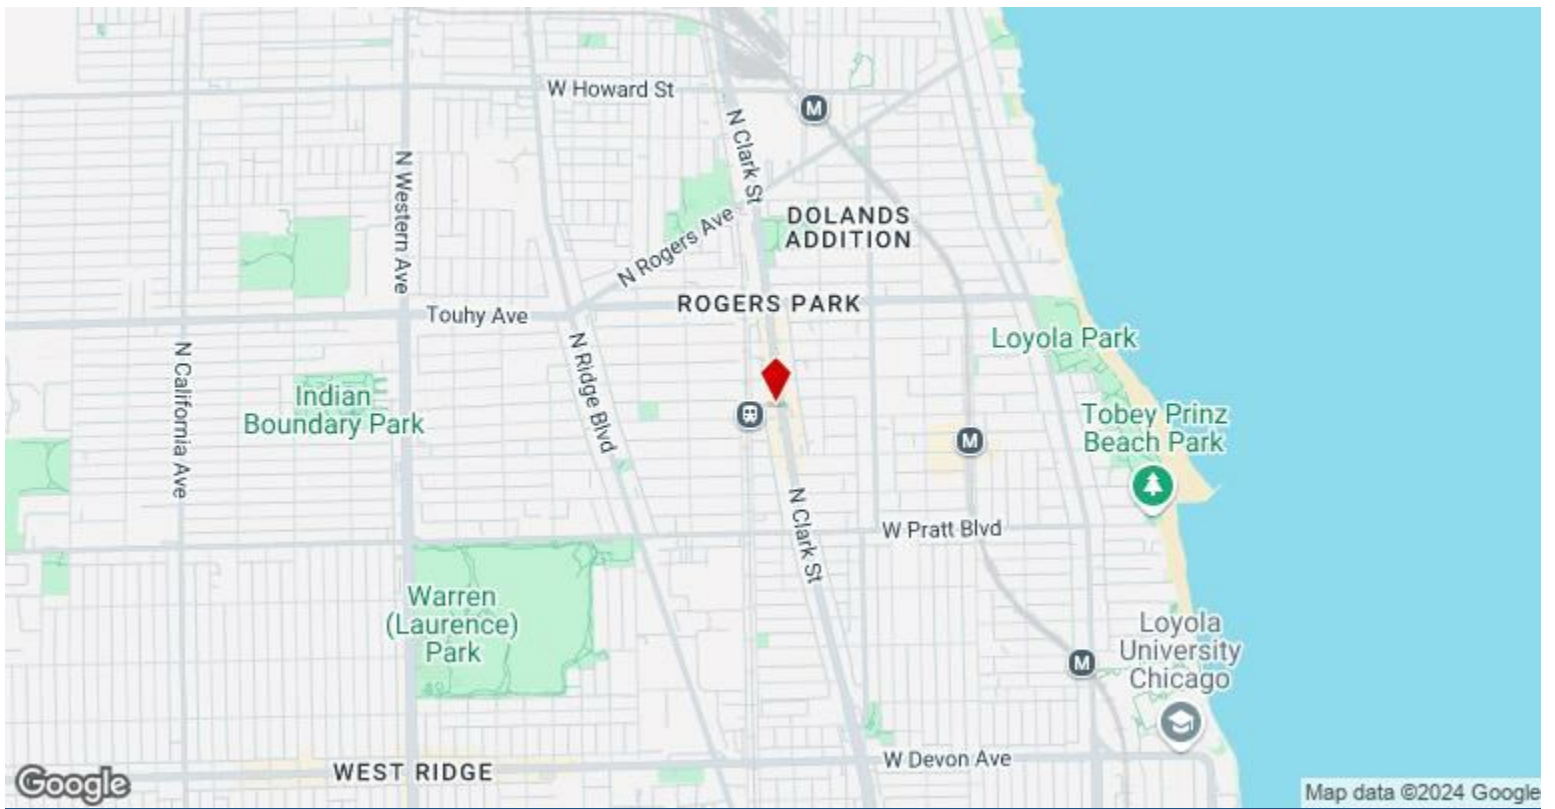 W Howard St
M
N Clark St
N Western Ave
DOLANDS
ADDITION
N Rogers Ave
ROGERS PARK
Touhy Ave
Loyola Park
N California Ave
N Ridge Blvd
Indian
Boundary Park
Tobey Prinz
Beach Park
M
N Clark St
W Pratt Blvd
Warren
(Laurence)
Park
Loyola
University
Chicago
M
W Devon Ave
WEST RIDGE
Google
Map data ©2024 Google